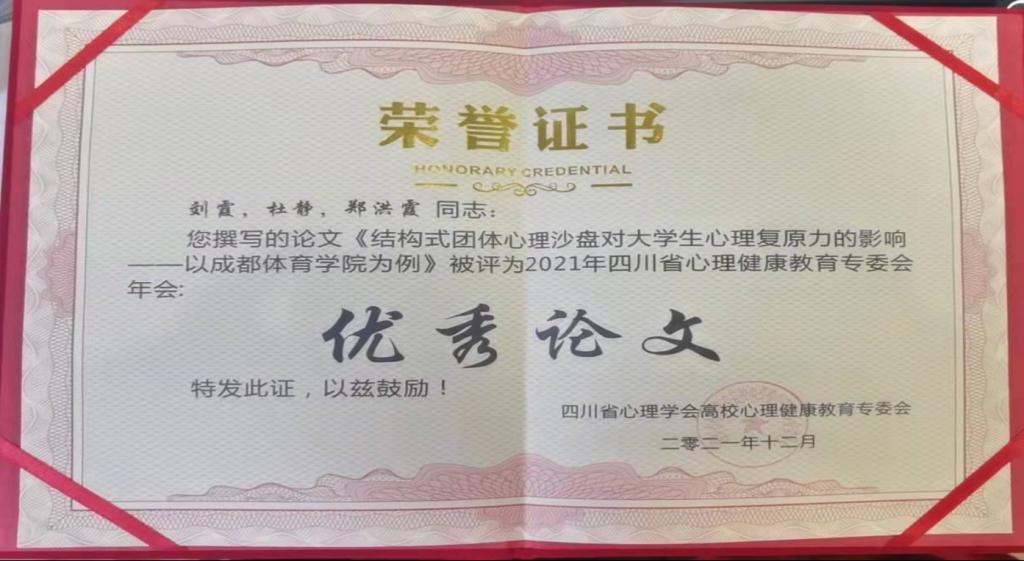 荣誉证书
HONORARY CREDENTIAL
刘霞，杜静，郑洪霞 同志：
您撰写的论文《结构式团体心理沙盘对大学生心理复原力的影响
——以成都体育学院为例》被评为2021年四川省心理健康教育专委会
年会:
优秀论文
特发此证，以兹鼓励！
四川省心理学会高校心理健康教育专委会
二零二一年十二月